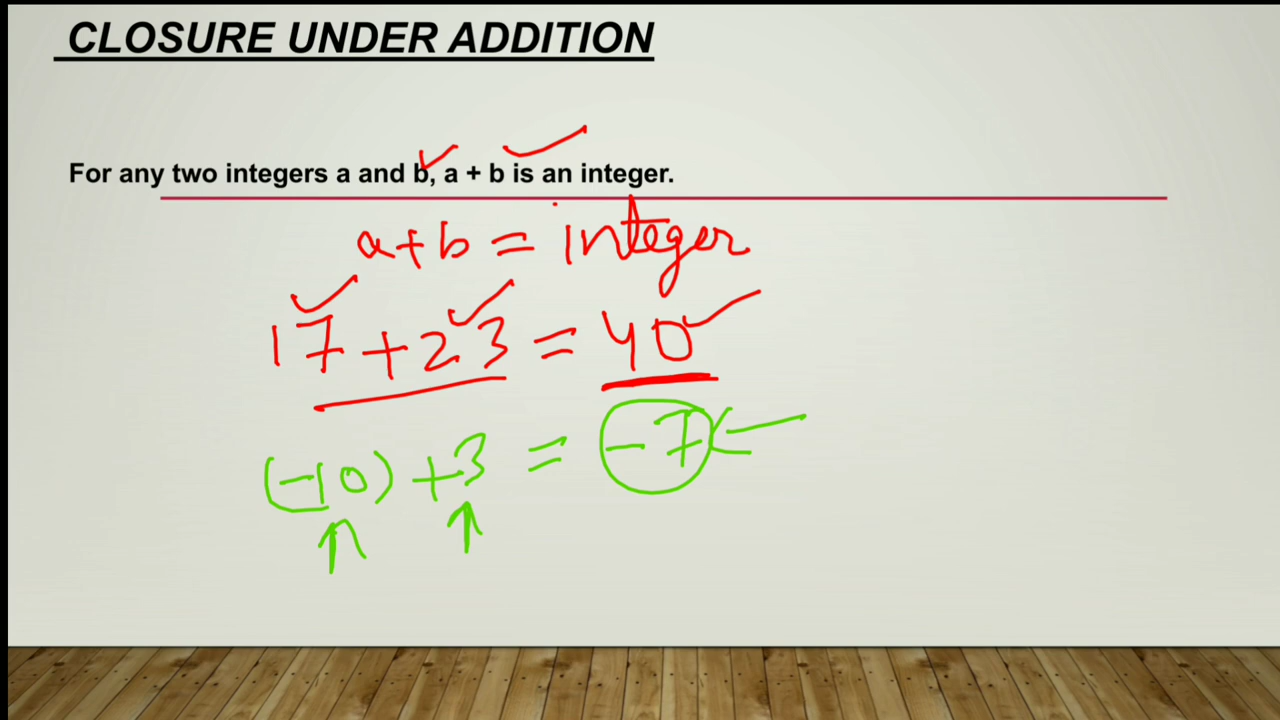 CLOSURE UNDER ADDITION
For any two integers a and b, a + b is an integer.
a+b = integer
17 + 23 = 40
(-10) + 3 = -7